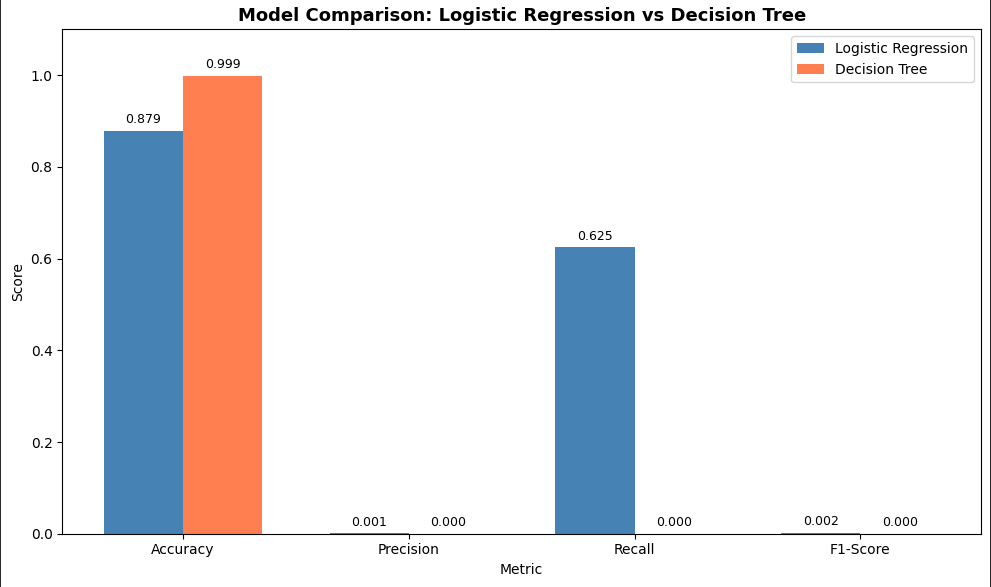 Model Comparison: Logistic Regression vs Decision Tree
Logistic Regression
Decision Tree
Score
1.0
0.8
0.6
0.4
0.2
0.0
0.879
0.999
0.001
0.000
0.625
0.000
0.002
0.000
Accuracy
Precision
Recall
F1-Score
Metric